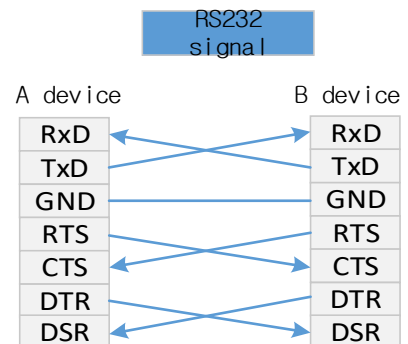 RS232
signal
A device B device
RxD RxD
TxD TxD
GND GND
RTS RTS
CTS CTS
DTR DTR
DSR DSR